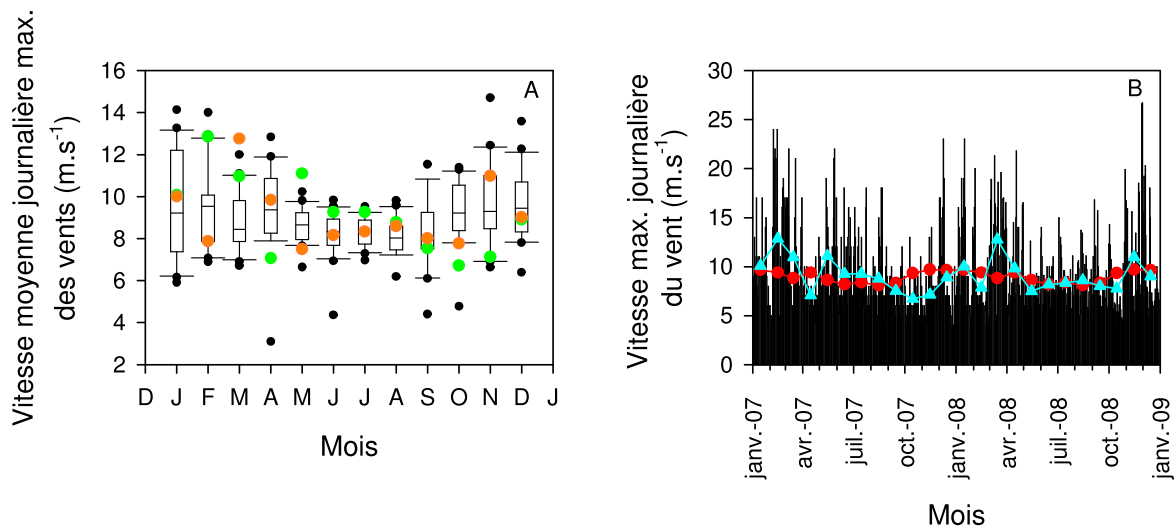 Vitesse moyenne journalière max.
des vents (m.s-1)
16
14
12
10
8
6
4
2
A
D J F M A M J J A S O N D J
Mois
Vitesse max. journalière
du vent (m.s-1)
30
25
20
15
10
5
0
B
janv.-07
avr.-07
juil.-07
oct.-07
janv.-08
avr.-08
juil.-08
oct.-08
janv.-09
Mois